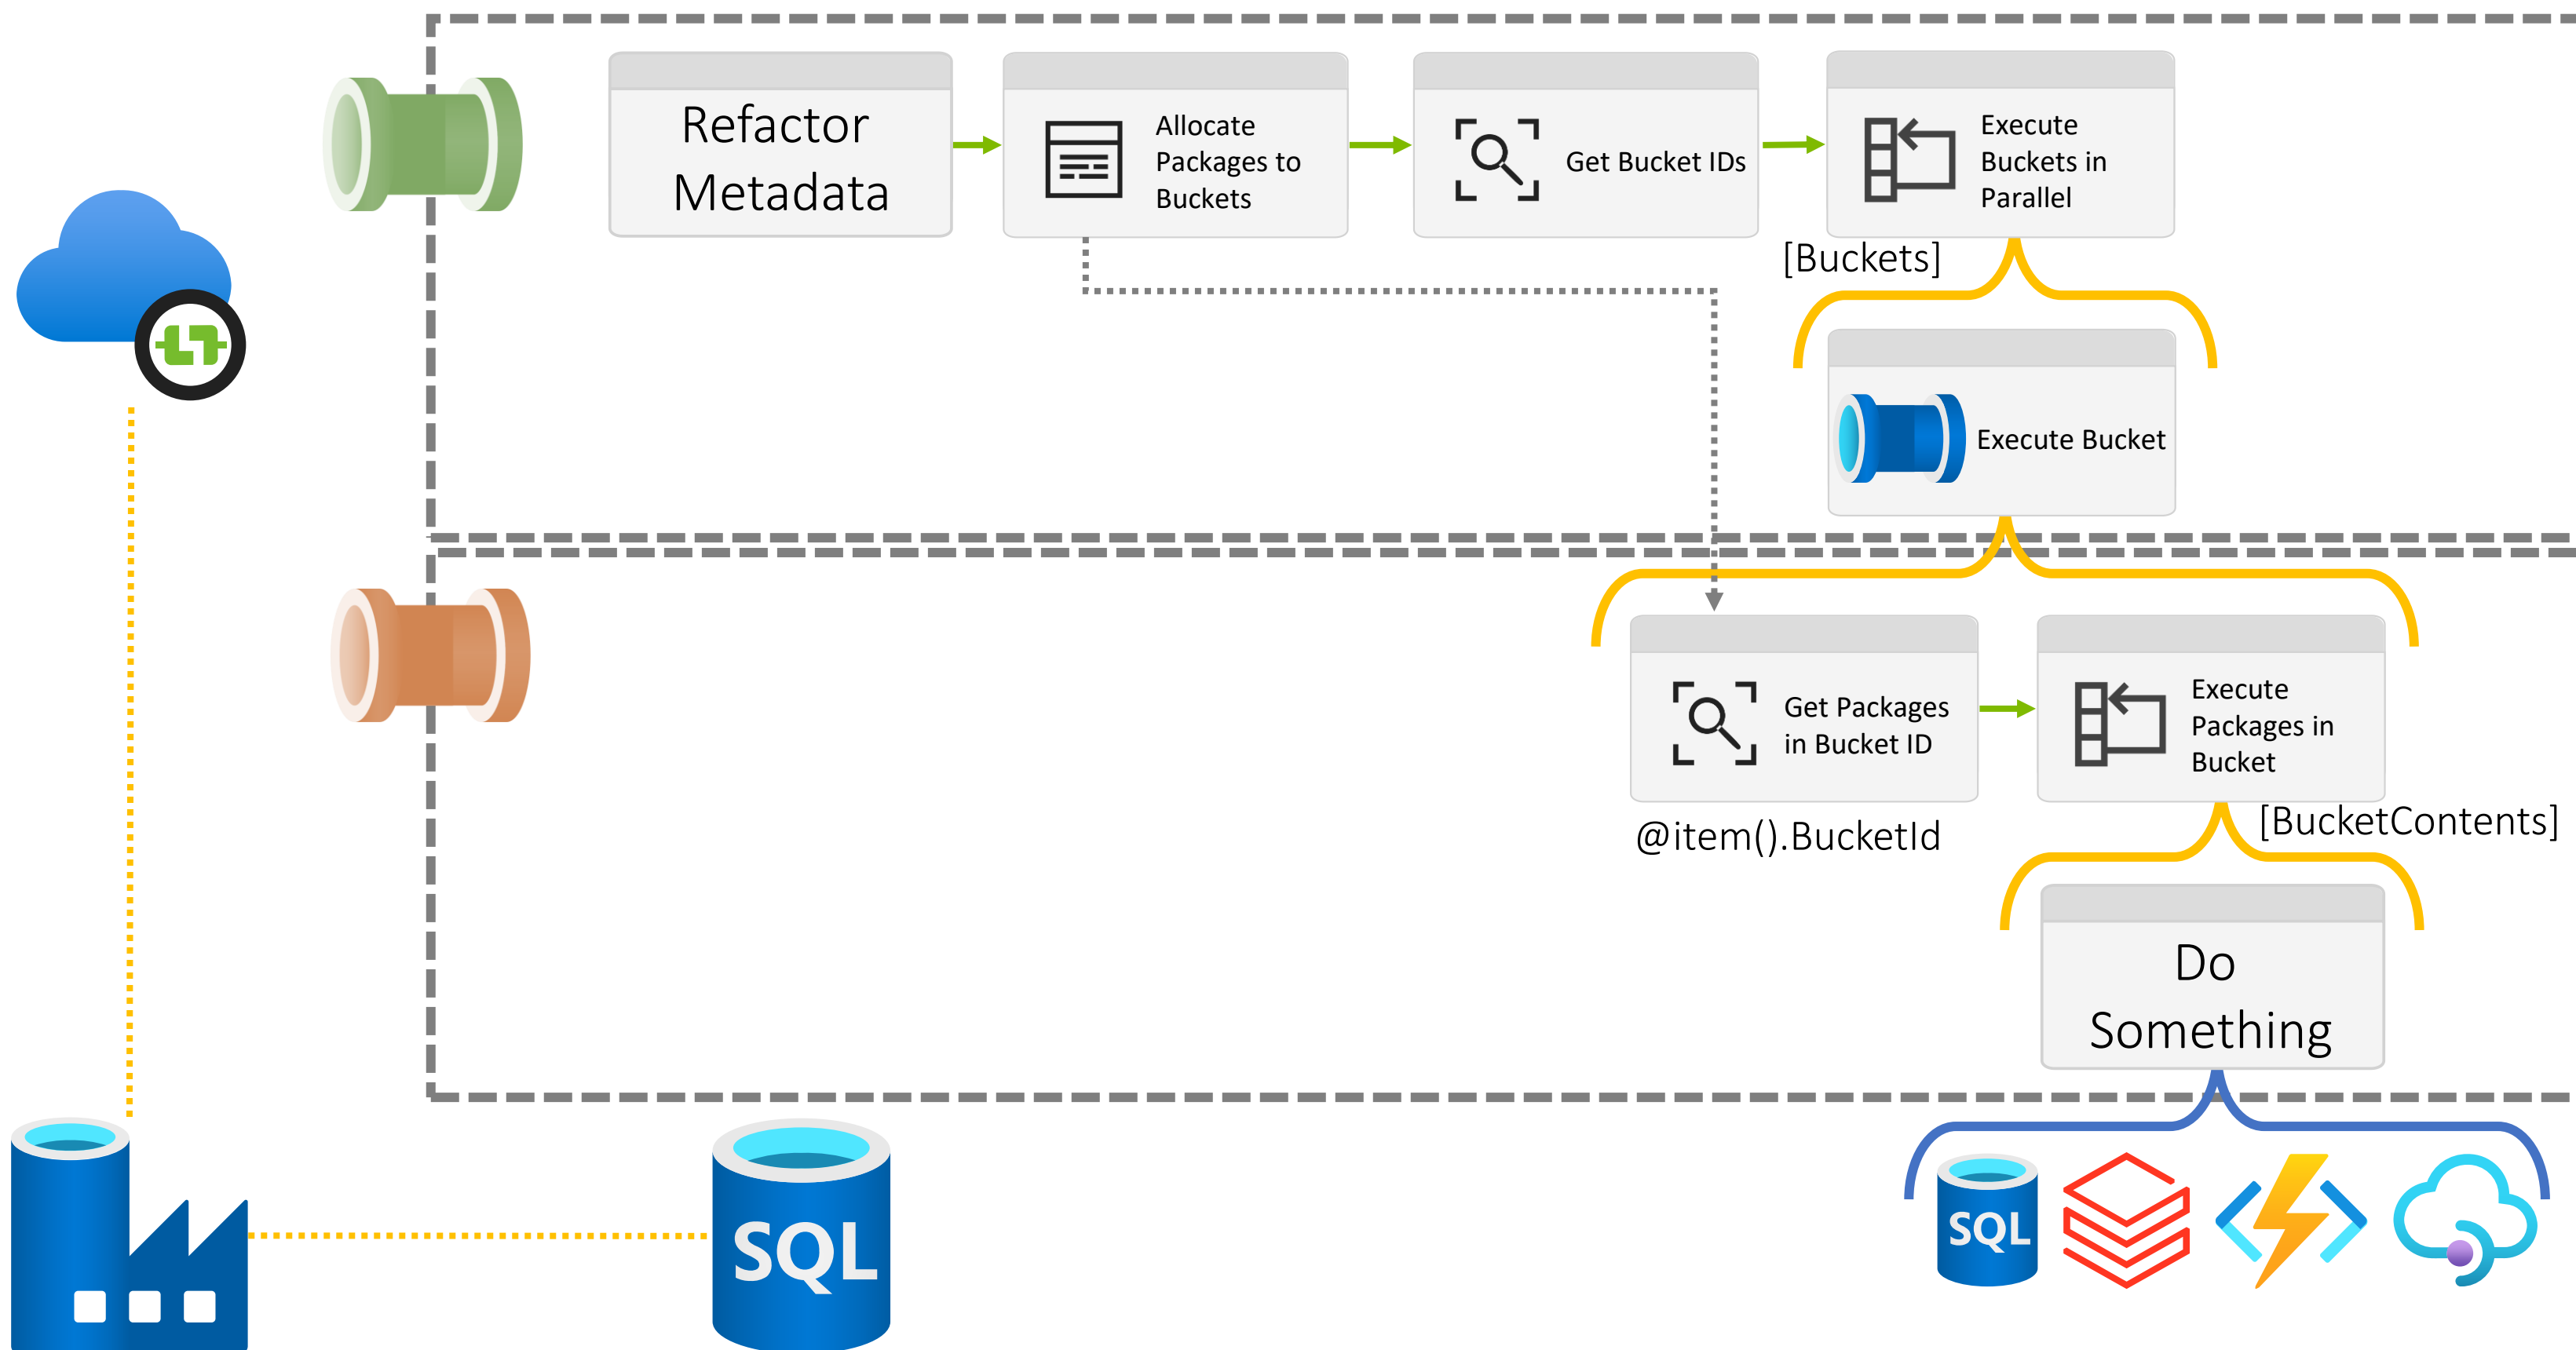 Refactor
Metadata
Allocate
Packages to
Buckets
Get Bucket IDs
Execute
Buckets in
Parallel
[Buckets]
Execute Bucket
Get Packages
in Bucket ID
Execute
Packages in
Bucket
@item().BucketId
[BucketContents]
Do
Something
SQL
SQL